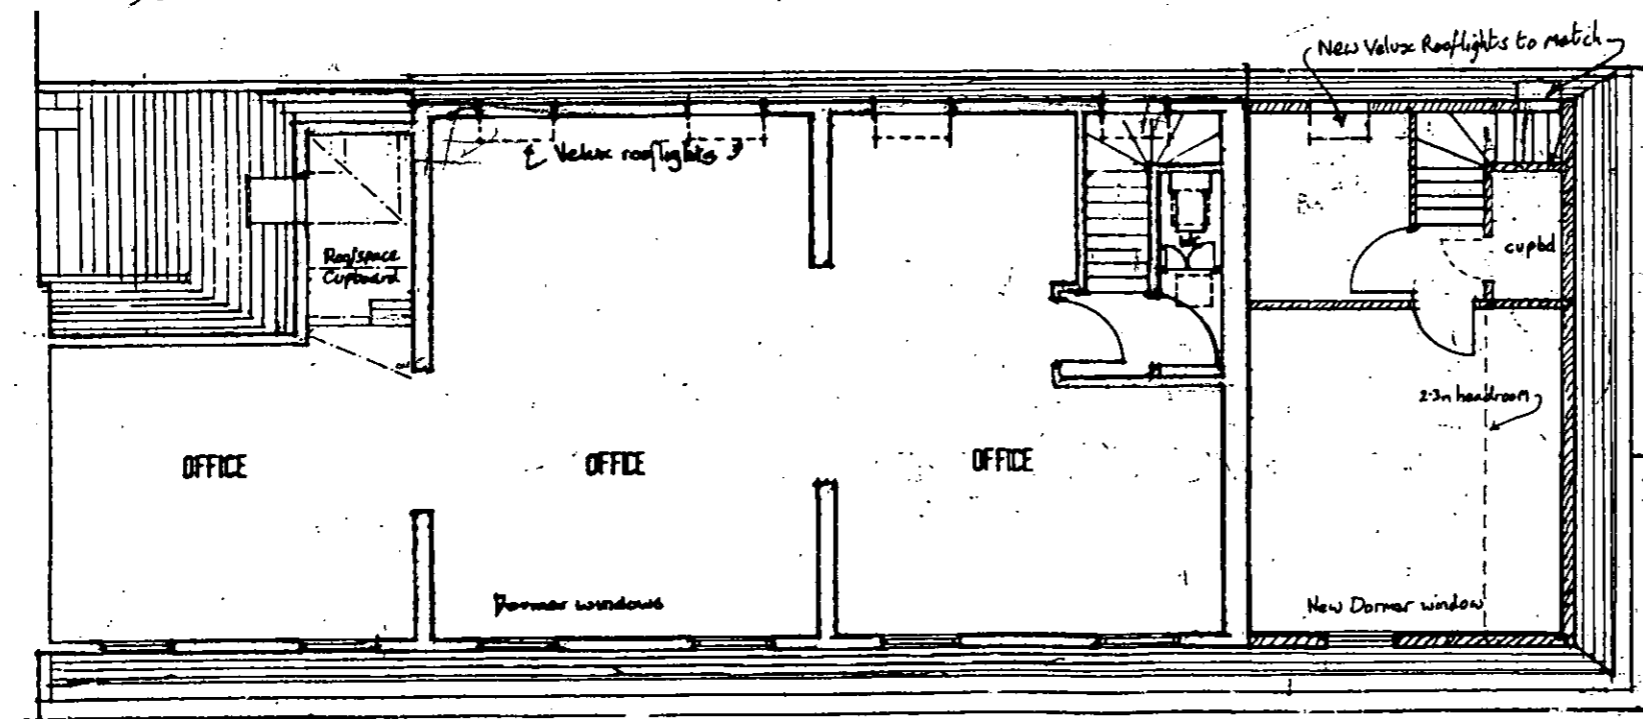 New Velux Rooflights to match
Velux rooflights
Roofspace
Cupboard
WC
cupbd
2.3m headroom
OFFICE
OFFICE
OFFICE
Dormer windows
New Dormer window